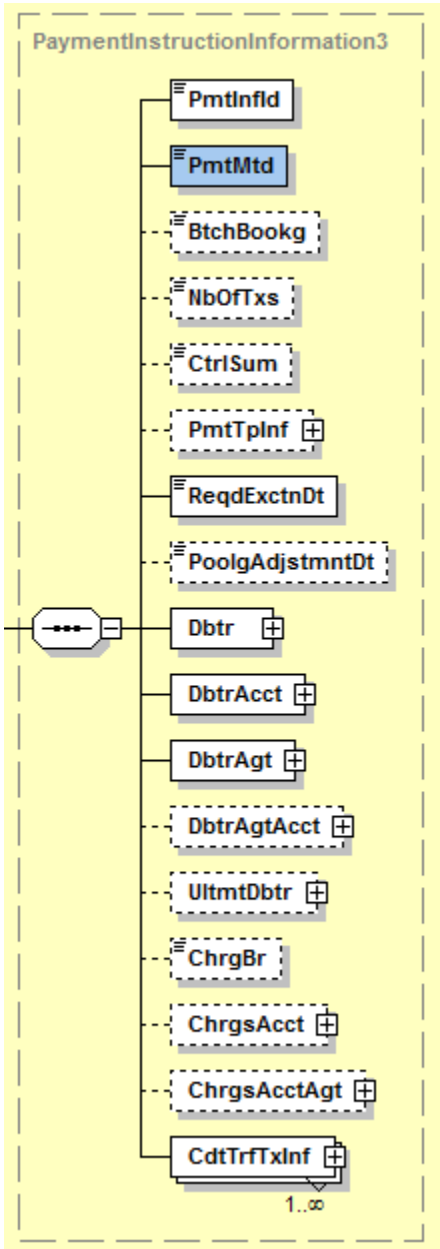 PaymentInstructionInformation3
PmtInfId
PmtMtd
BtchBookg
NbOfTxs
CtrlSum
PmtTpInf
ReqdExctnDt
PoolgAdjstmntDt
Dbtr
DbtrAcct
DbtrAgt
DbtrAgtAcct
UltmtDbtr
ChrgBr
ChrgsAcct
ChrgsAcctAgt
CdtTrfTxInf
1..∞